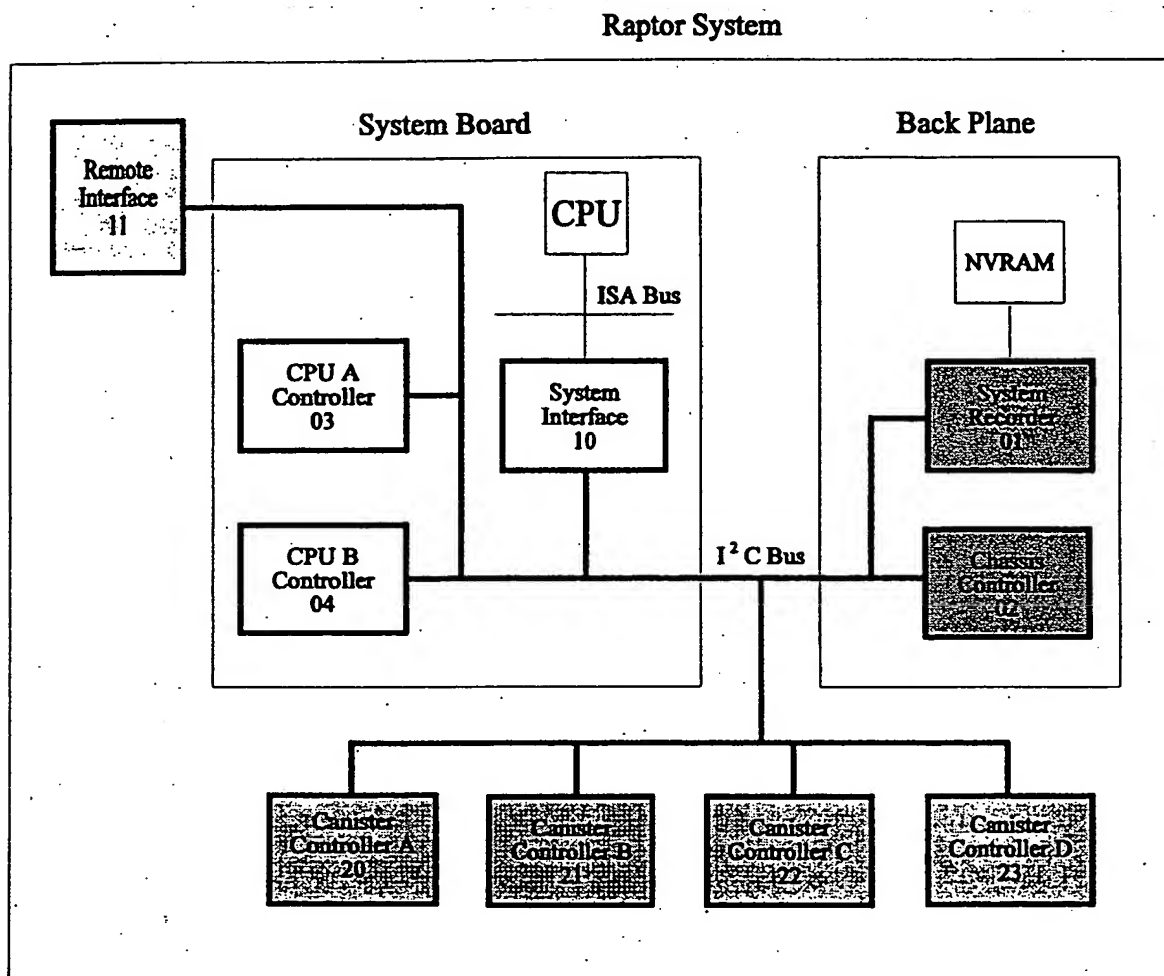 Raptor System
System Board
Back Plane
Remote
Interface
11
CPU
NVRAM
ISA Bus
CPU A
Controller
03
System
Interface
10
System
Recorder
01
CPU B
Controller
04
I² C Bus
Chassis
Controller
02
Canister
Controller A
20
Canister
Controller B
21
Canister
Controller C
22
Canister
Controller D
23